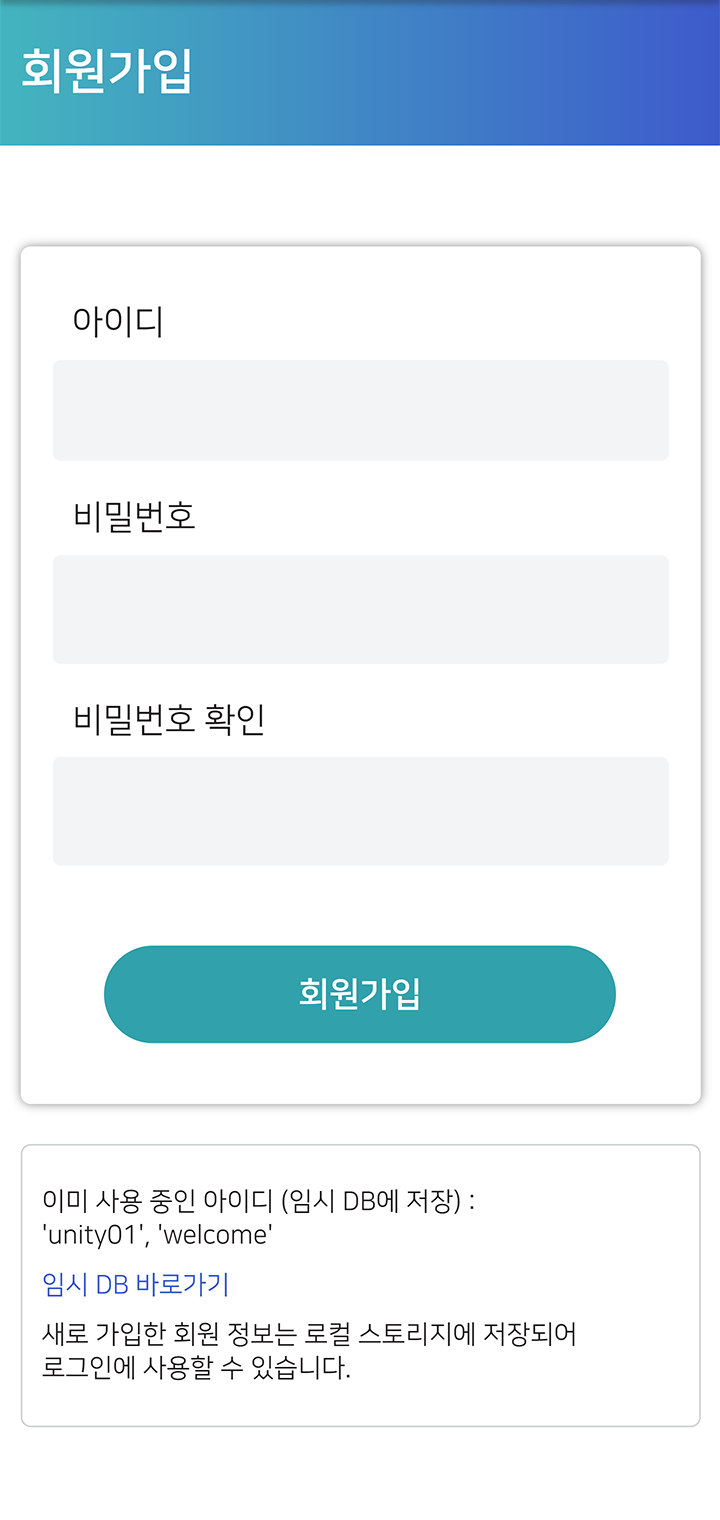 회원가입
아이디
비밀번호
비밀번호 확인
회원가입
이미 사용 중인 아이디 (임시 DB에 저장) :
'unity01', 'welcome'
임시 DB 바로가기
새로 가입한 회원 정보는 로컬 스토리지에 저장되어
로그인에 사용할 수 있습니다.